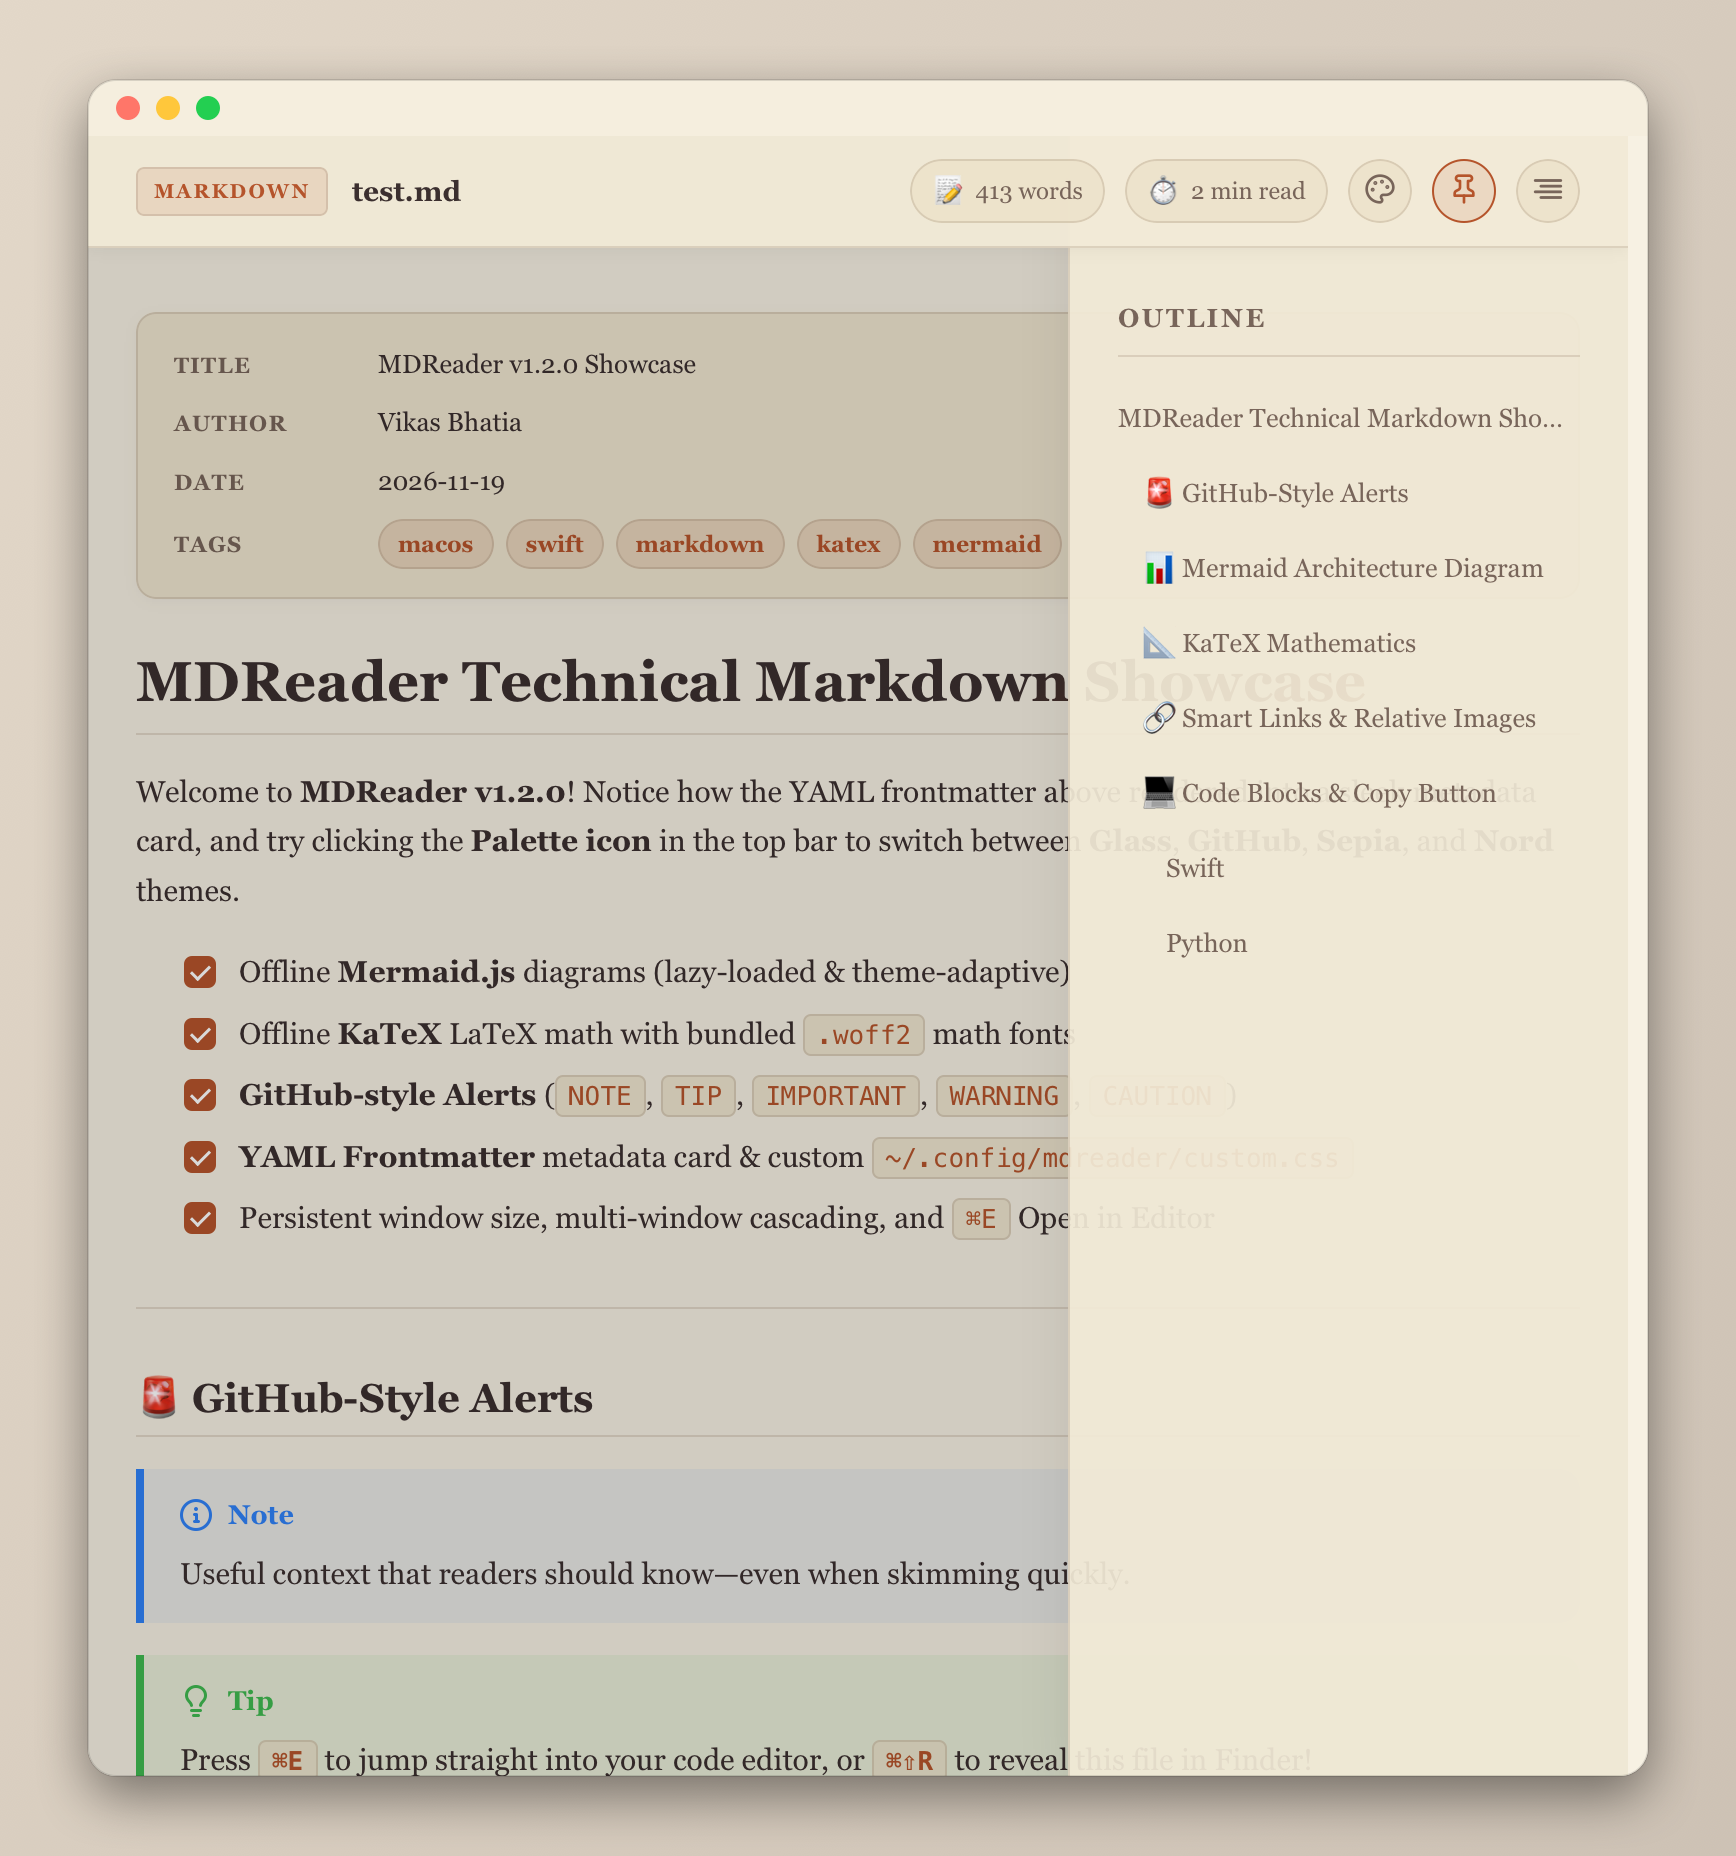 MARKDOWN test.md 📝 413 words ⏱️ 2 min read
TITLE MDReader v1.2.0 Showcase
AUTHOR Vikas Bhatia
DATE 2026-11-19
TAGS macos swift markdown katex mermaid
MDReader Technical Markdown Showcase
Welcome to MDReader v1.2.0! Notice how the YAML frontmatter above rendered into a sleek metadata
card, and try clicking the Palette icon in the top bar to switch between Glass, GitHub, Sepia, and Nord
themes.
Offline Mermaid.js diagrams (lazy-loaded & theme-adaptive)
Offline KaTeX LaTeX math with bundled .woff2 math fonts
GitHub-style Alerts (NOTE, TIP, IMPORTANT, WARNING, CAUTION)
YAML Frontmatter metadata card & custom ~/.config/mdreader/custom.css
Persistent window size, multi-window cascading, and ⌘E Open in Editor
🚨 GitHub-Style Alerts
Note
Useful context that readers should know—even when skimming quickly.
Tip
Press ⌘E to jump straight into your code editor, or ⌘⇧R to reveal this file in Finder!
OUTLINE
MDReader Technical Markdown Sho...
🚨 GitHub-Style Alerts
📊 Mermaid Architecture Diagram
📐 KaTeX Mathematics
🔗 Smart Links & Relative Images
💻 Code Blocks & Copy Button
Swift
Python